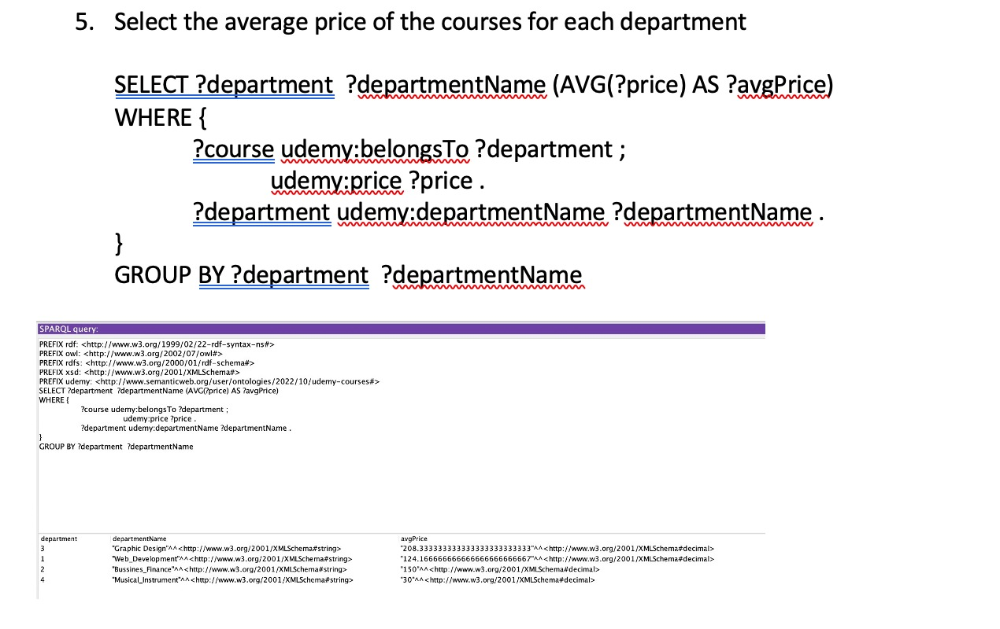 5. Select the average price of the courses for each department
SELECT ?department ?departmentName (AVG(?price) AS ?avgPrice)
WHERE {
?course udemy:belongsTo ?department ;
udemy:price ?price .
?department udemy:departmentName ?departmentName .
}
GROUP BY ?department ?departmentName
SPARQL query:
PREFIX rdf: <http://www.w3.org/1999/02/22-rdf-syntax-ns#>
PREFIX owl: <http://www.w3.org/2002/07/owl#>
PREFIX rdfs: <http://www.w3.org/2000/01/rdf-schema#>
PREFIX xsd: <http://www.w3.org/2001/XMLSchema#>
PREFIX udemy: <http://www.semanticweb.org/user/ontologies/2022/10/udemy-courses#>
SELECT ?department ?departmentName (AVG(?price) AS ?avgPrice)
WHERE {
?course udemy:belongsTo ?department ;
udemy:price ?price .
?department udemy:departmentName ?departmentName .
}
GROUP BY ?department ?departmentName
department departmentName avgPrice
3 "Graphic Design"^^<http://www.w3.org/2001/XMLSchema#string> "208.333333333333333333333333"^^<http://www.w3.org/2001/XMLSchema#decimal>
1 "Web_Development"^^<http://www.w3.org/2001/XMLSchema#string> "124.166666666666666666666667"^^<http://www.w3.org/2001/XMLSchema#decimal>
2 "Bussines_Finance"^^<http://www.w3.org/2001/XMLSchema#string> "150"^^<http://www.w3.org/2001/XMLSchema#decimal>
4 "Musical_Instrument"^^<http://www.w3.org/2001/XMLSchema#string> "30"^^<http://www.w3.org/2001/XMLSchema#decimal>